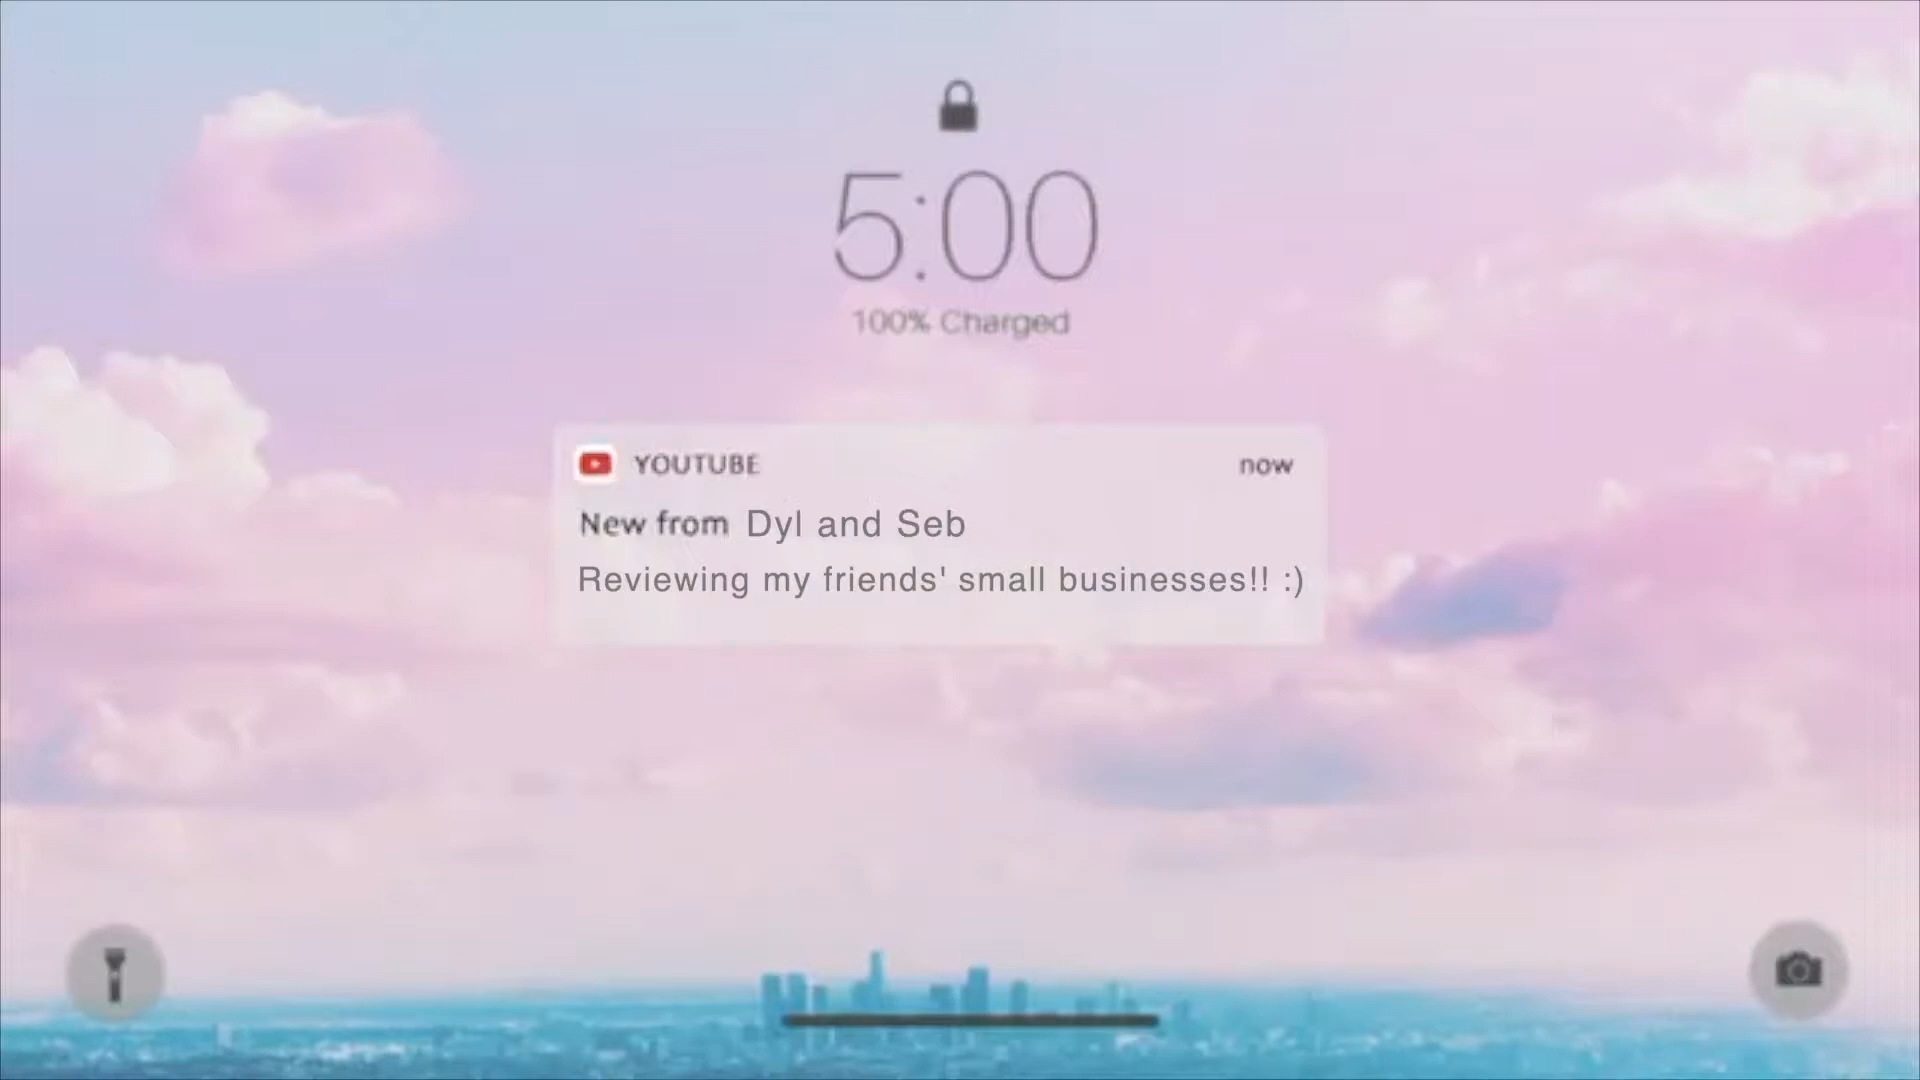 5:00
100% Charged
YOUTUBE now
New from Dyl and Seb
Reviewing my friends' small businesses!! :)